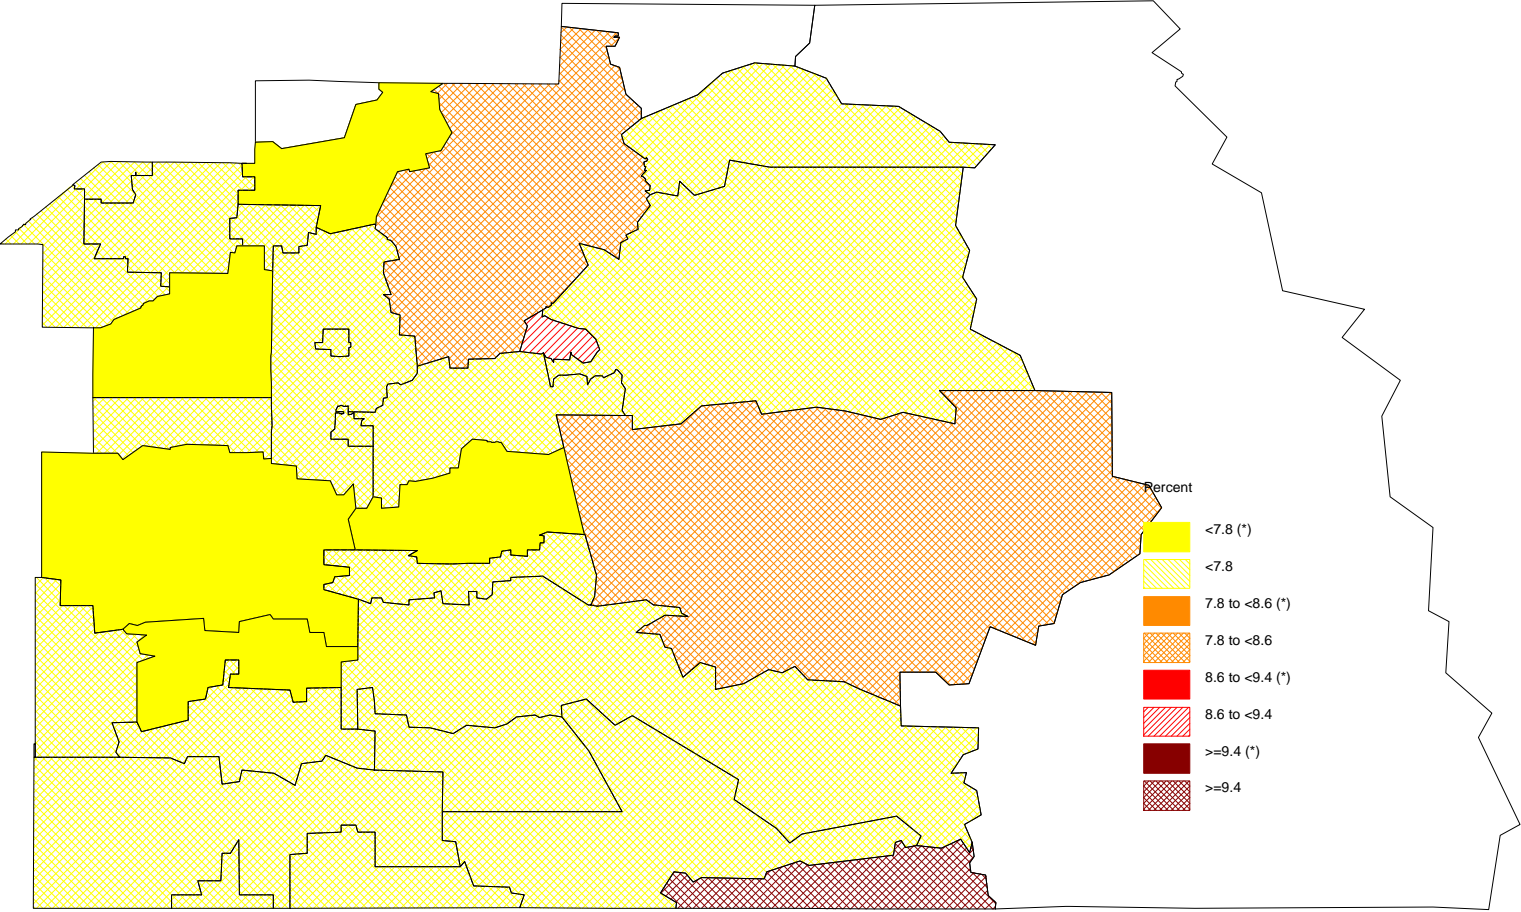 Percent
<7.8 (*)
<7.8
7.8 to <8.6 (*)
7.8 to <8.6
8.6 to <9.4 (*)
8.6 to <9.4
>=9.4 (*)
>=9.4